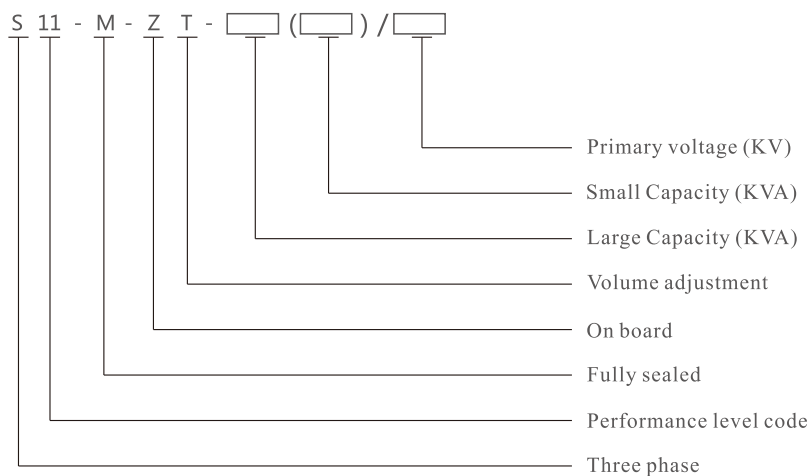 S 11 - M - Z T - ( ) /
Primary voltage (KV)
Small Capacity (KVA)
Large Capacity (KVA)
Volume adjustment
On board
Fully sealed
Performance level code
Three phase